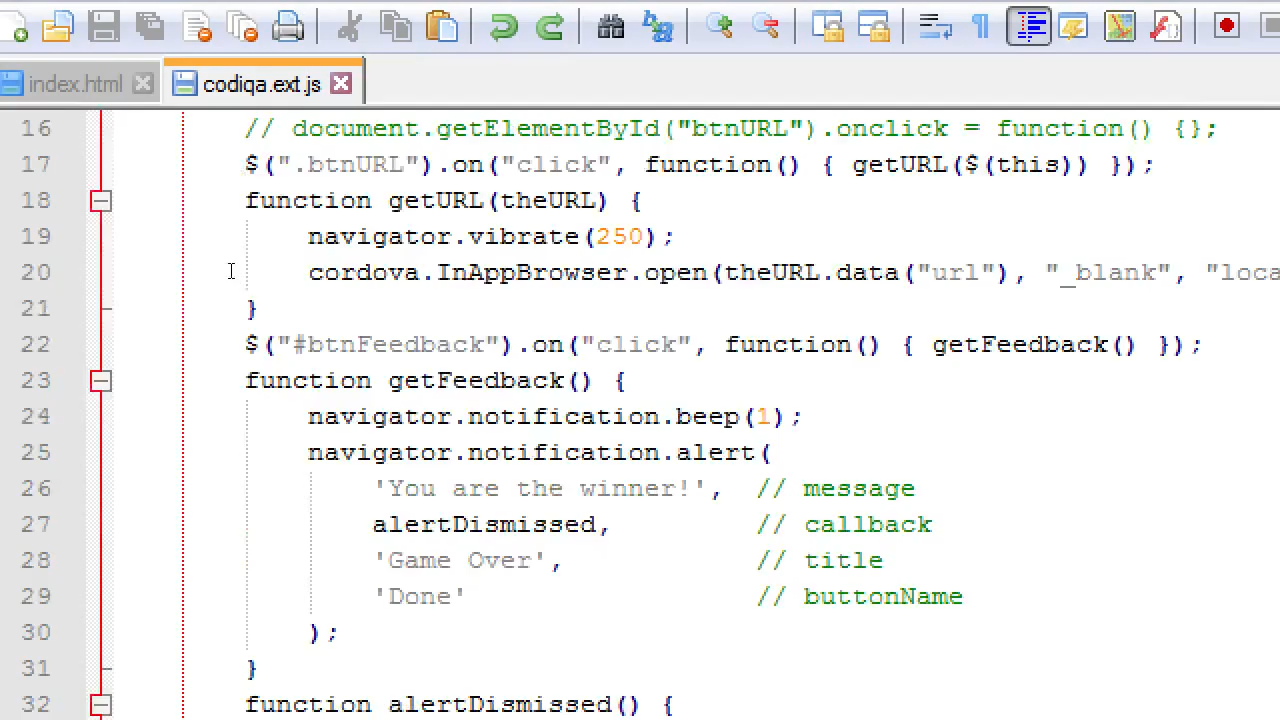 index.html
codiqa.ext.js
16 // document.getElementById("btnURL").onclick = function() {};
17 $(".btnURL").on("click", function() { getURL($(this)) });
18 function getURL(theURL) {
19 navigator.vibrate(250);
20 cordova.InAppBrowser.open(theURL.data("url"), "_blank", "loca
21 }
22 $("#btnFeedback").on("click", function() { getFeedback() });
23 function getFeedback() {
24 navigator.notification.beep(1);
25 navigator.notification.alert(
26 'You are the winner!', // message
27 alertDismissed, // callback
28 'Game Over', // title
29 'Done' // buttonName
30 );
31 }
32 function alertDismissed() {